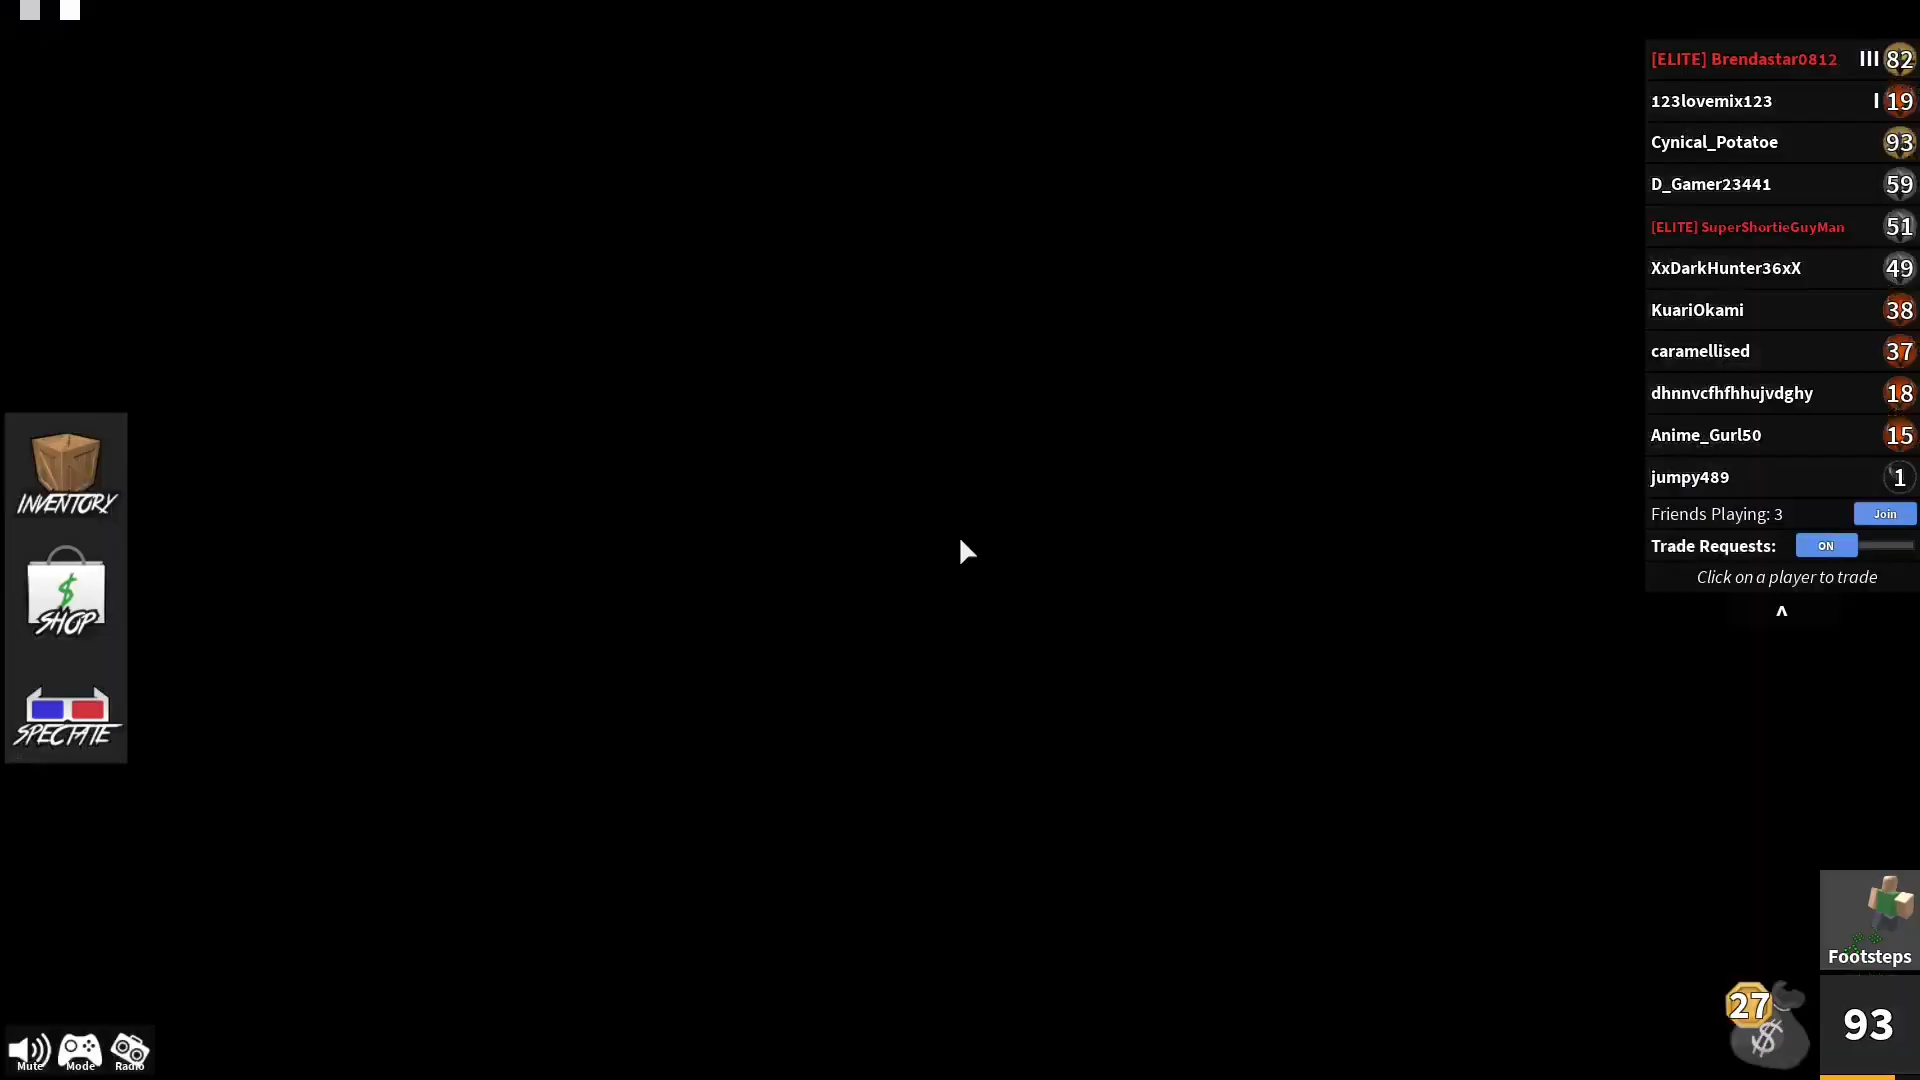 [ELITE] Brendastar0812 III 82
123lovemix123 I 19
Cynical_Potatoe 93
D_Gamer23441 59
[ELITE] SuperShortieGuyMan 51
XxDarkHunter36xX 49
KuariOkami 38
caramellised 37
dhnnvcfhfhhujvdghy 18
Anime_Gurl50 15
jumpy489 1
Friends Playing: 3 Join
Trade Requests: ON
Click on a player to trade
^
INVENTORY
$
SHOP
SPECTATE
Footsteps
27
$
93
Mute Mode Radio